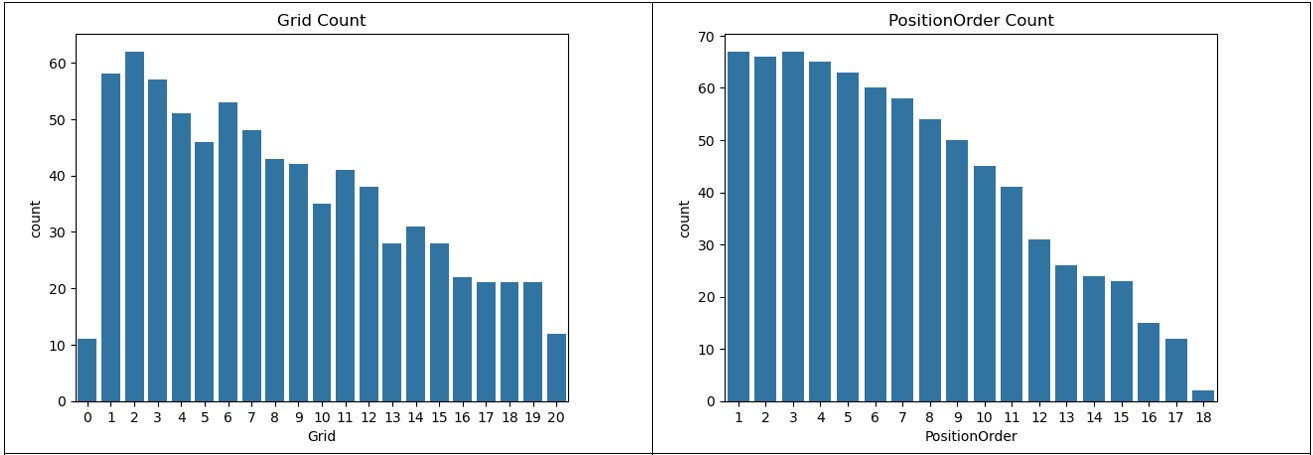 Grid Count
60
50
40
30
20
10
0
count
0 1 2 3 4 5 6 7 8 9 10 11 12 13 14 15 16 17 18 19 20
Grid
PositionOrder Count
70
60
50
40
30
20
10
0
count
1 2 3 4 5 6 7 8 9 10 11 12 13 14 15 16 17 18
PositionOrder